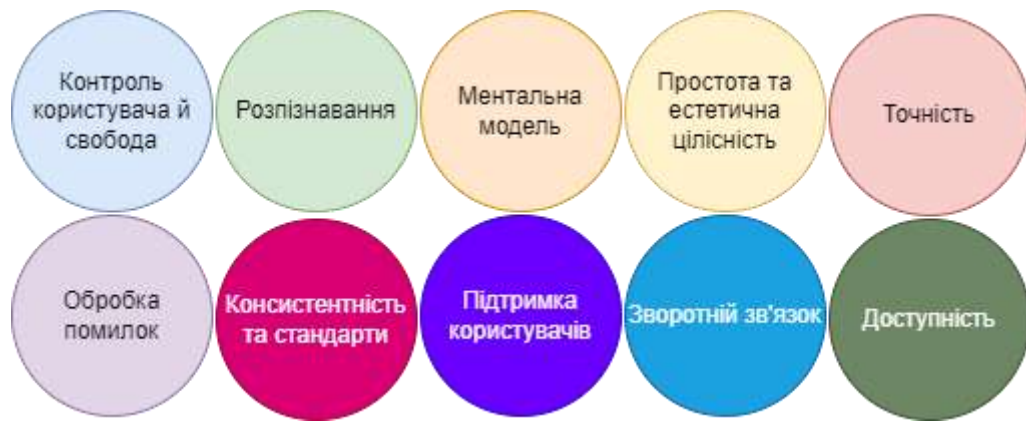 Контроль
користувача й
свобода
Розпізнавання
Ментальна
модель
Простота та
естетична
цілісність
Точність
Обробка
помилок
Консистентність
та стандарти
Підтримка
користувачів
Зворотній зв'язок
Доступність